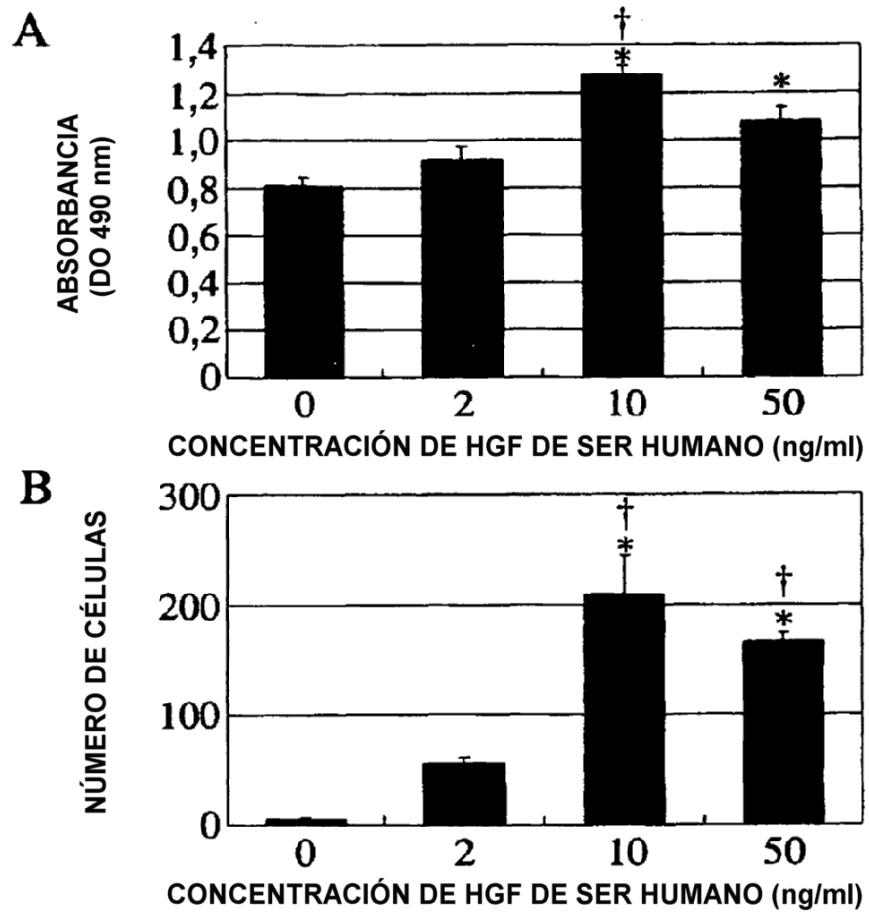 A
ABSORBANCIA
(DO 490 nm)
1,4
1,2
1,0
0,8
0,6
0,4
0,2
0
†
*
*
0 2 10 50
CONCENTRACIÓN DE HGF DE SER HUMANO (ng/ml)
B
NÚMERO DE CÉLULAS
300
200
100
0
†
*
†
*
0 2 10 50
CONCENTRACIÓN DE HGF DE SER HUMANO (ng/ml)